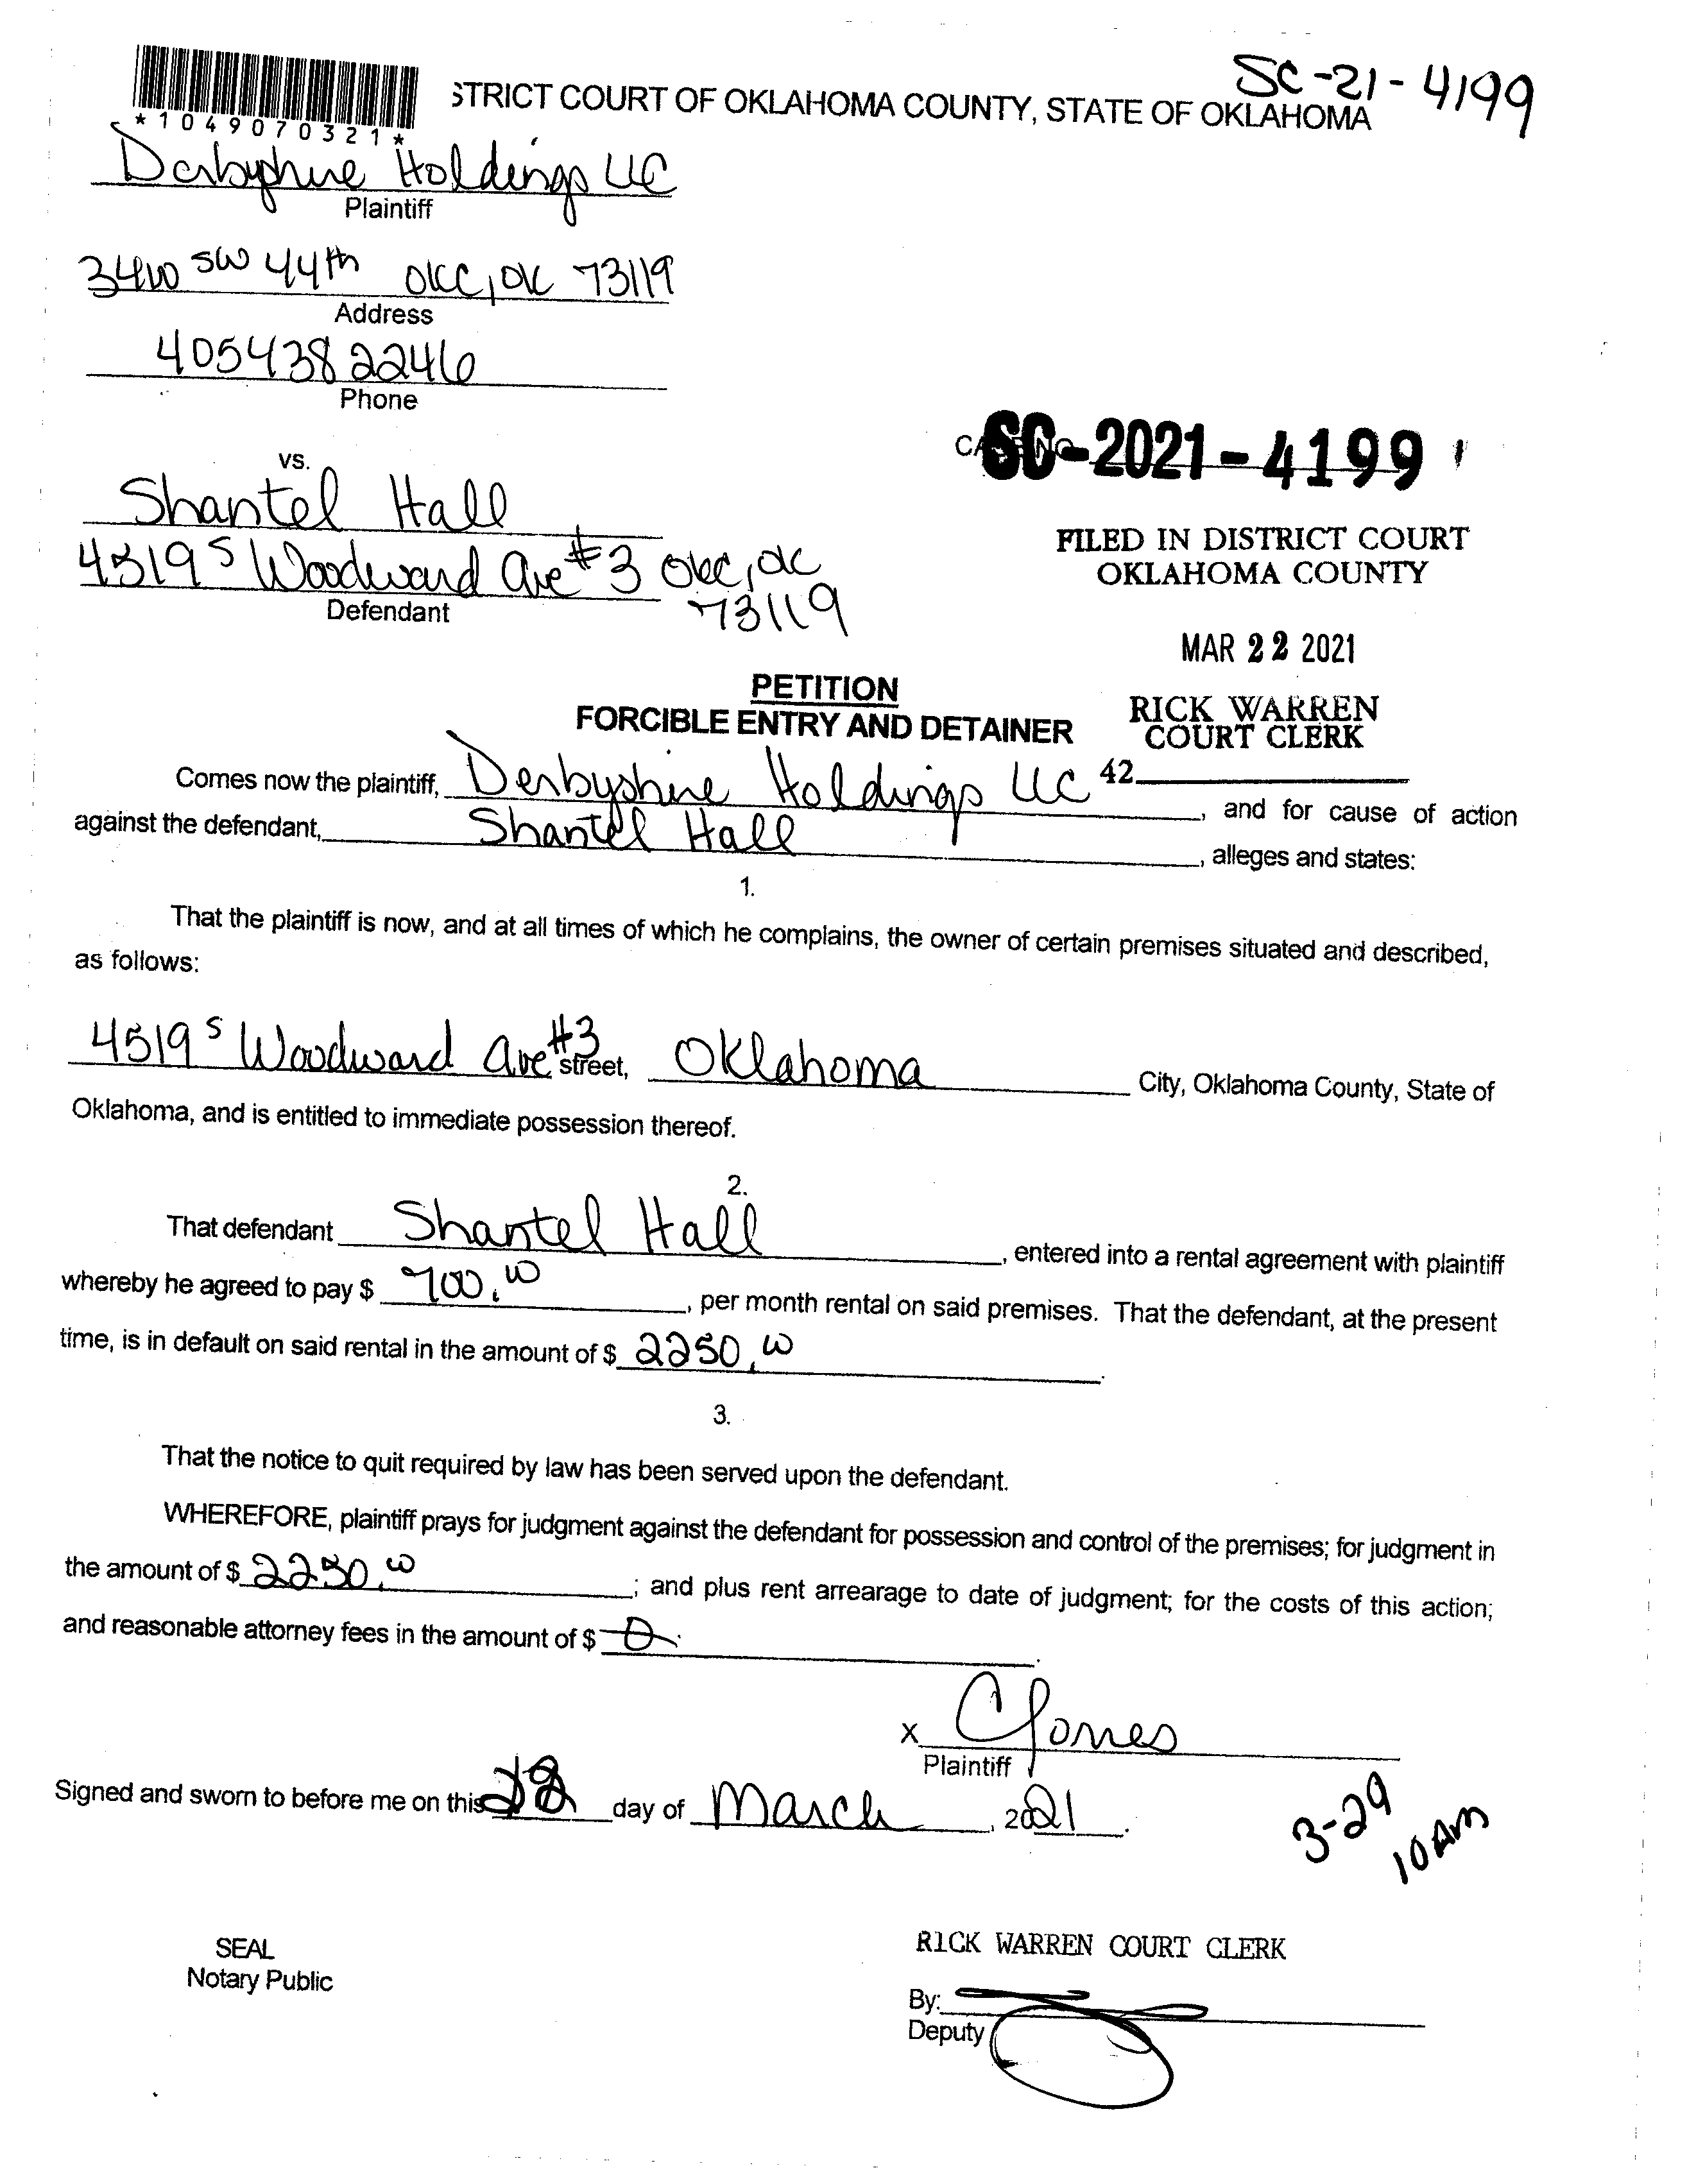 SC-21-4199
STRICT COURT OF OKLAHOMA COUNTY, STATE OF OKLAHOMA
*1049070321*
Derbyshire Holdings LLC
Plaintiff
SW 44th OKC, OK 73119
Address
4054382246
Phone
vs.
SC-2021-4199
Shantel Hall
4519 S Woodward Ave #3 OKC, OK
73119
Defendant
FILED IN DISTRICT COURT
OKLAHOMA COUNTY
MAR 22 2021
RICK WARREN
COURT CLERK
42
PETITION
FORCIBLE ENTRY AND DETAINER
Comes now the plaintiff, Derbyshire Holdings LLC, and for cause of action
against the defendant, Shantel Hall, alleges and states:
1.
That the plaintiff is now, and at all times of which he complains, the owner of certain premises situated and described,
as follows:
4519 S Woodward Ave #3 street, Oklahoma City, Oklahoma County, State of
Oklahoma, and is entitled to immediate possession thereof.
2.
That defendant Shantel Hall, entered into a rental agreement with plaintiff
whereby he agreed to pay $ 700.00, per month rental on said premises. That the defendant, at the present
time, is in default on said rental in the amount of $ 2250.00.
3.
That the notice to quit required by law has been served upon the defendant.
WHEREFORE, plaintiff prays for judgment against the defendant for possession and control of the premises; for judgment in
the amount of $ 2250.00; and plus rent arrearage to date of judgment; for the costs of this action;
and reasonable attorney fees in the amount of $ 0.
x CJones
Plaintiff
Signed and sworn to before me on this day of March, 2021.
3-29
10 AM
SEAL
Notary Public
RICK WARREN COURT CLERK
By:
Deputy